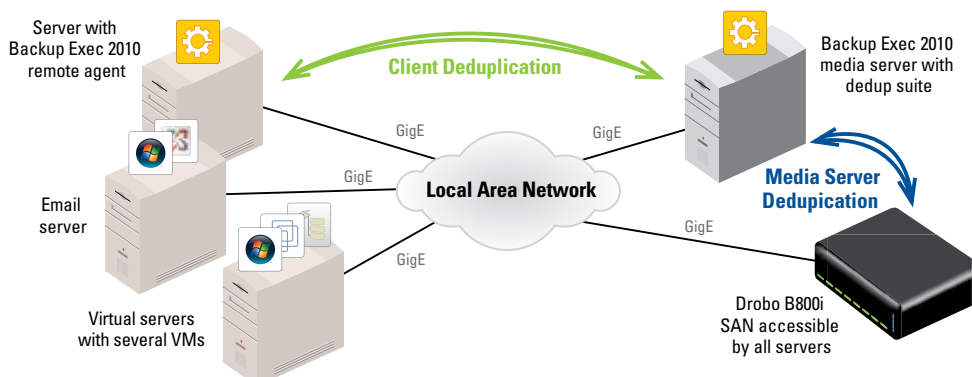 Server with
Backup Exec 2010
remote agent
Client Deduplication
Backup Exec 2010
media server with
dedup suite
GigE
GigE
GigE
Local Area Network
Media Server
Dedupication
Email
server
GigE
GigE
Virtual servers
with several VMs
Drobo B800i
SAN accessible
by all servers